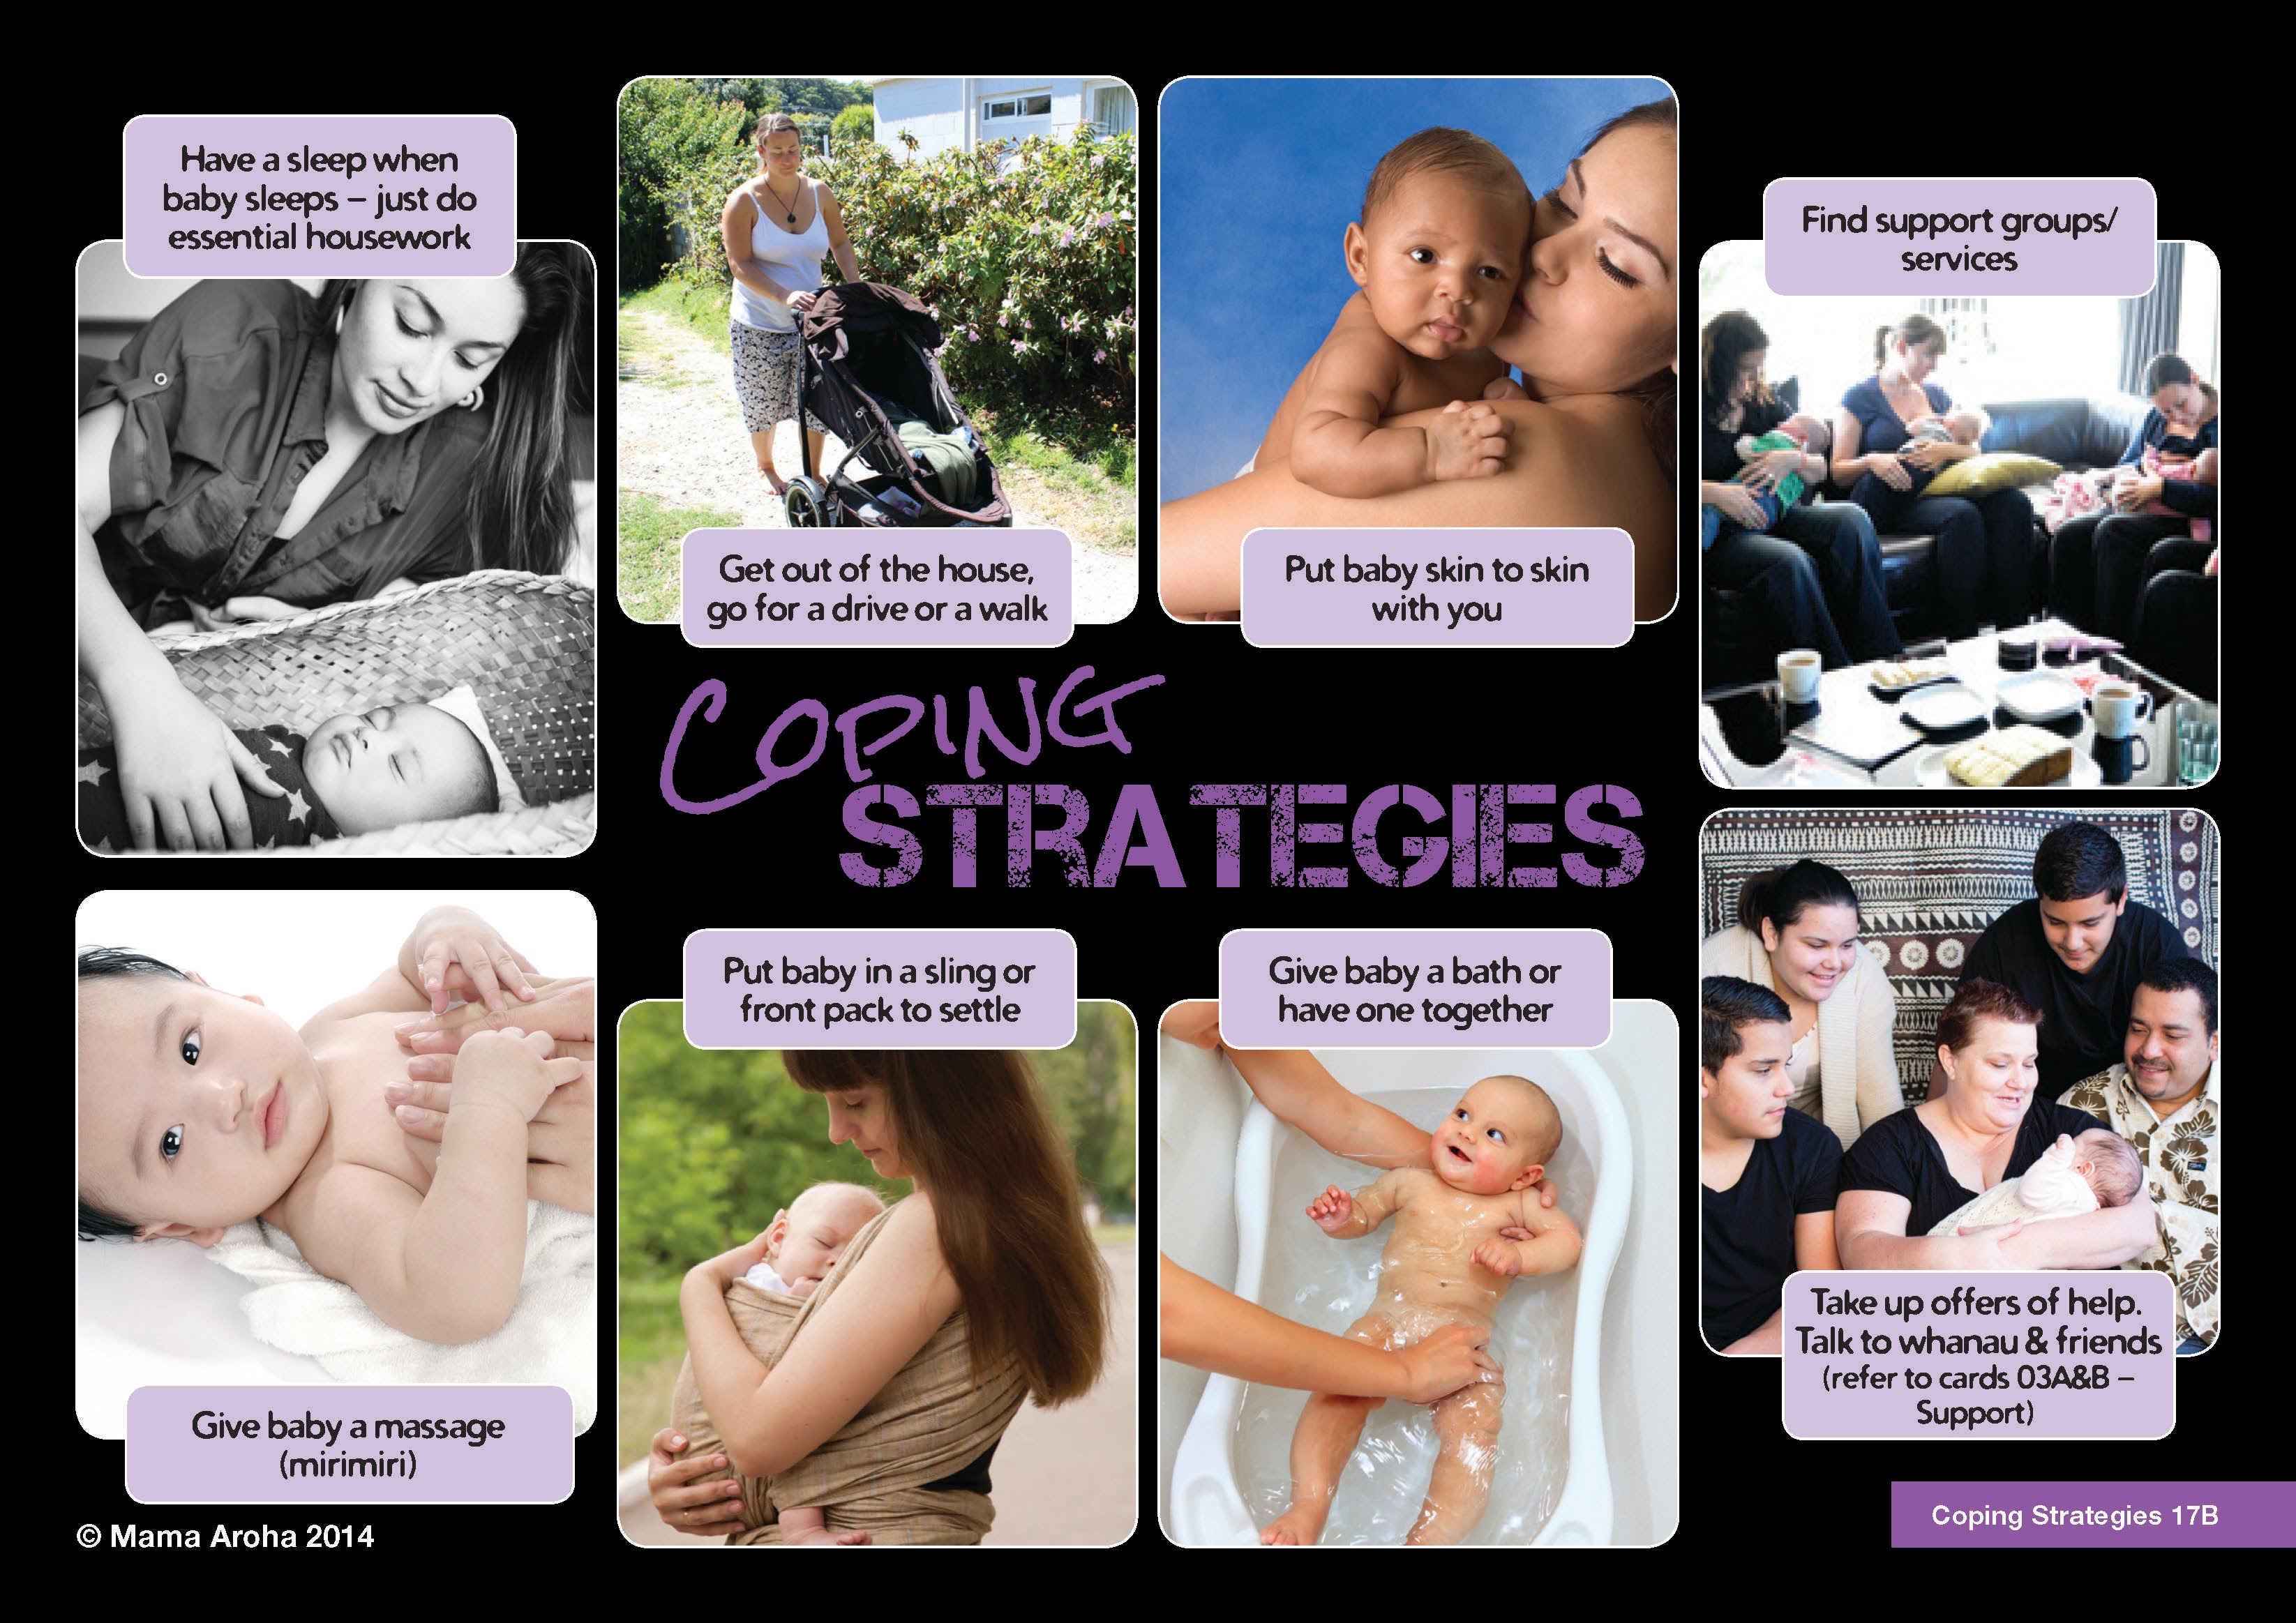 Have a sleep when
baby sleeps – just do
essential housework
Get out of the house,
go for a drive or a walk
Put baby skin to skin
with you
Find support groups/
services
Coping
STRATEGIES
Give baby a massage
(mirimiri)
Put baby in a sling or
front pack to settle
Give baby a bath or
have one together
Take up offers of help.
Talk to whanau & friends
(refer to cards 03A&B –
Support)
© Mama Aroha 2014
Coping Strategies 17B